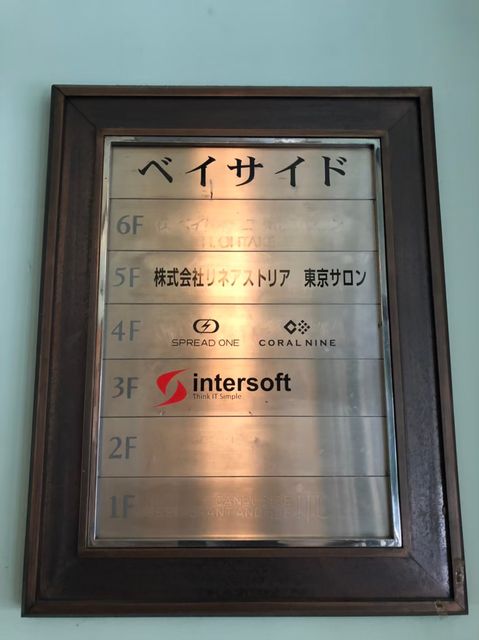 ベイサイド
6F
5F 株式会社リネアストリア 東京サロン
4F SPREAD ONE CORAL NINE
3F intersoft
Think IT Simple
2F
1F